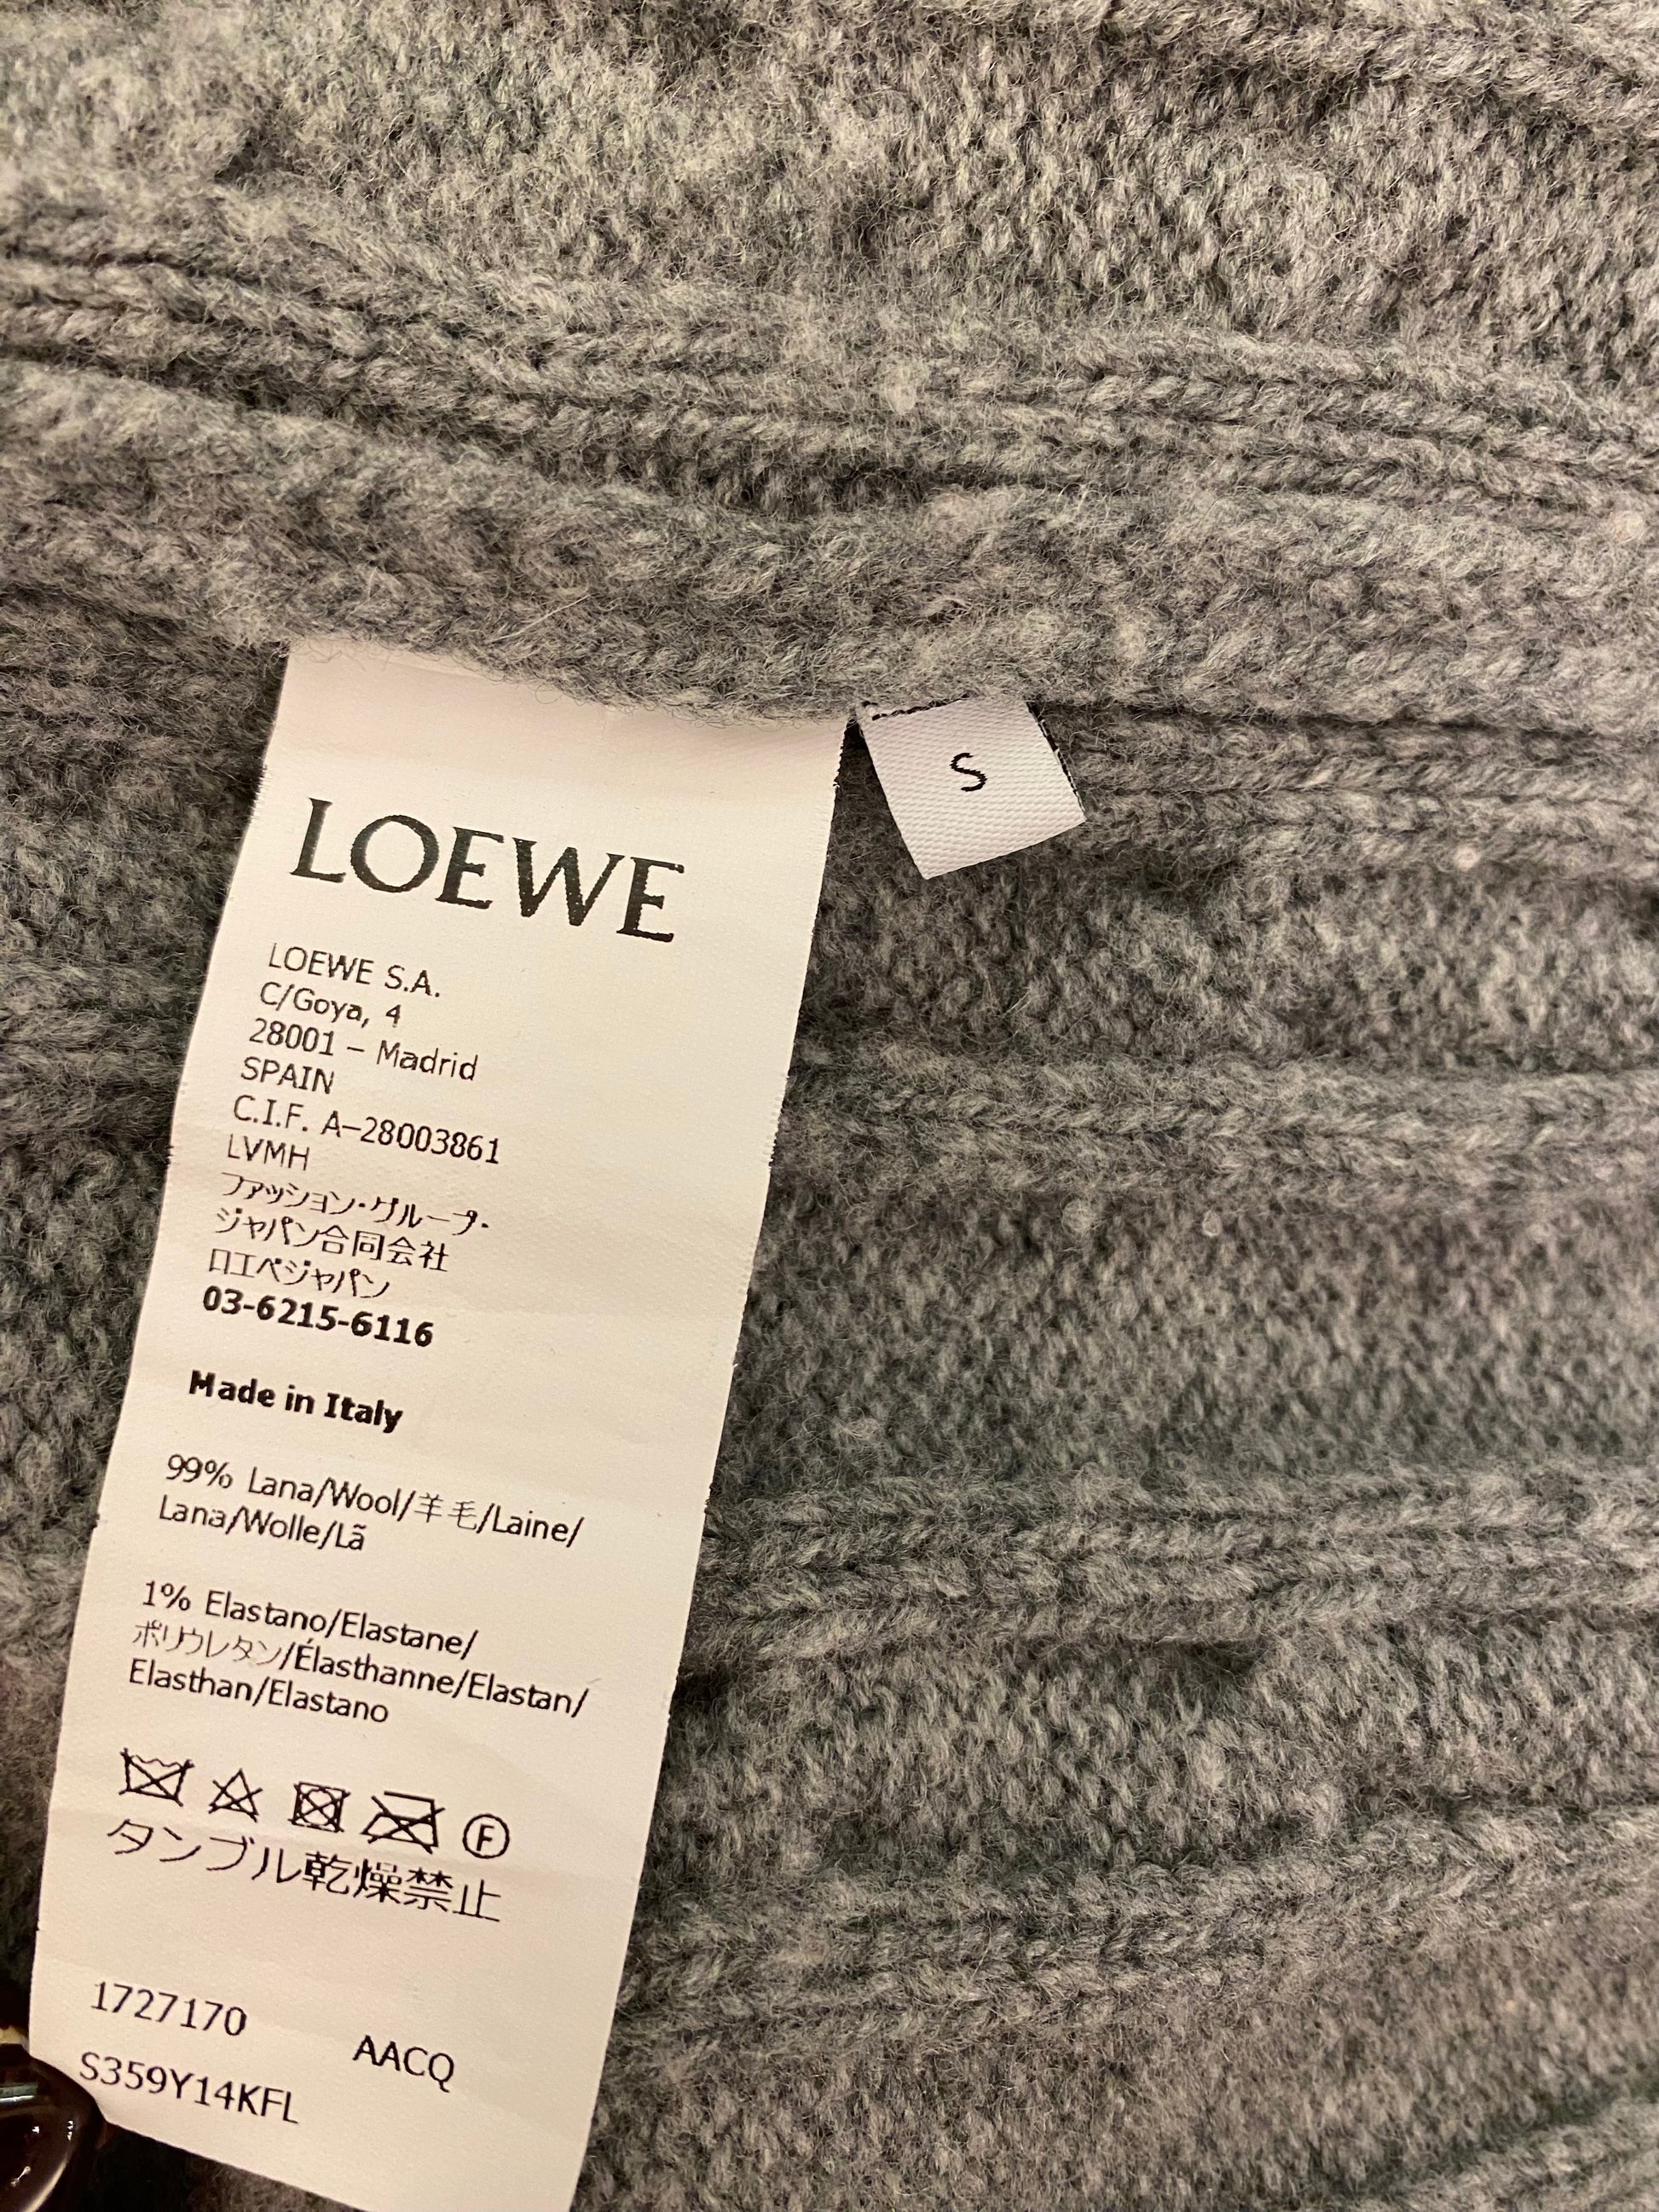 LOEWE
S
LOEWE S.A.
C/Goya, 4
28001 – Madrid
SPAIN
C.I.F. A–28003861
LVMH
ファッション・グループ・
ジャパン合同会社
ロエベジャパン
03-6215-6116
Made in Italy
99% Lana/Wool/羊毛/Laine/
Lana/Wolle/Lã
1% Elastano/Elastane/
ポリウレタン/Élasthanne/Elastan/
Elasthan/Elastano
F
タンブル乾燥禁止
1727170
AACQ
S359Y14KFL